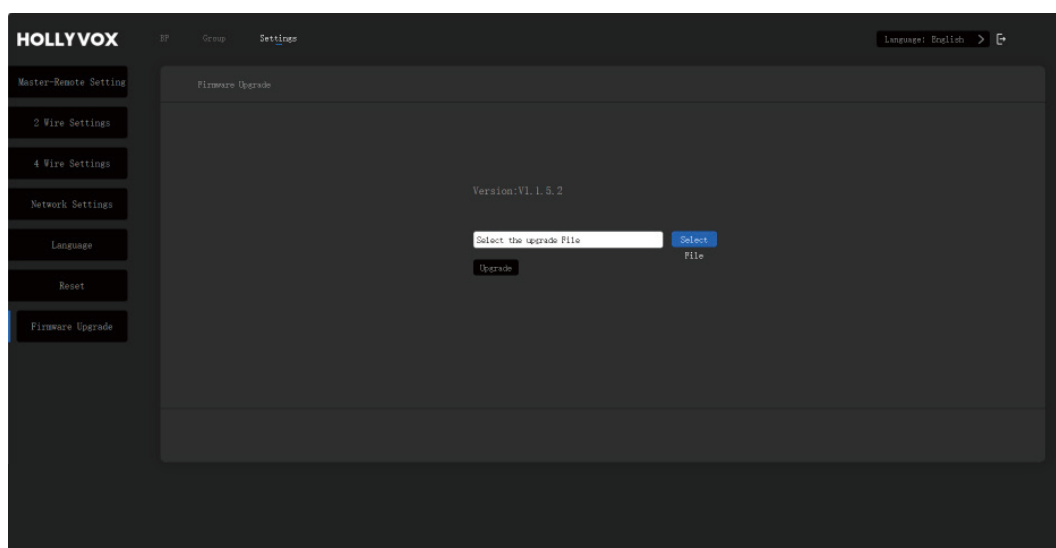 HOLLYVOX
BP Group Settings
Language: English
Master-Remote Setting
2 Wire Settings
4 Wire Settings
Network Settings
Language
Reset
Firmware Upgrade
Firmware Upgrade
Version:V1.1.5.2
Select the upgrade File
Select
File
Upgrade